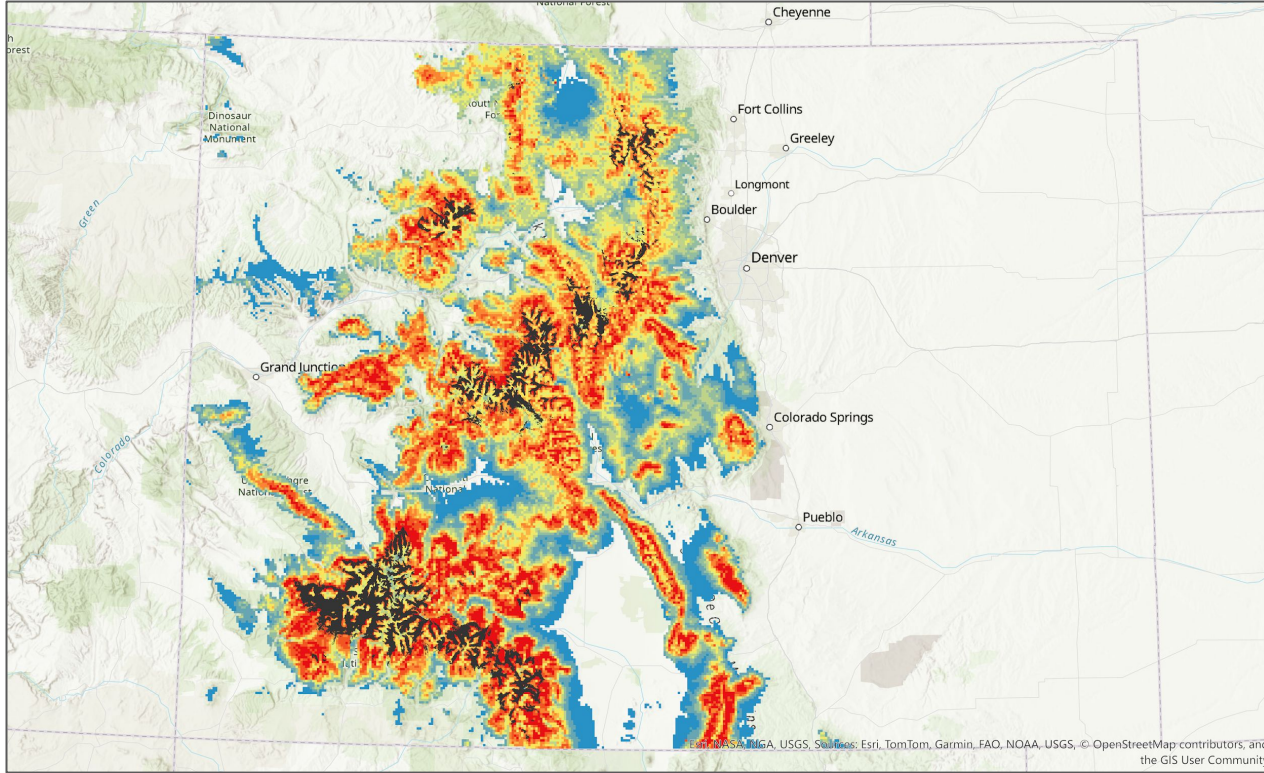 National Forest
Cheyenne
h
orest
Fort Collins
Dinosaur
National
Monument
Greeley
Longmont
Green
Boulder
Denver
Grand Junction
Colorado Springs
Colorado
National
Pueblo
Arkansas
Esri, NASA, NGA, USGS, Sources: Esri, TomTom, Garmin, FAO, NOAA, USGS, © OpenStreetMap contributors, and
the GIS User Community